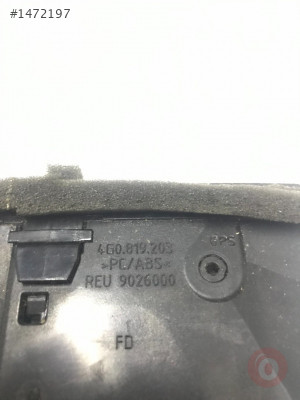 #1472197
4G0.819.203
>PC/ABS<
REU 9026000
FD